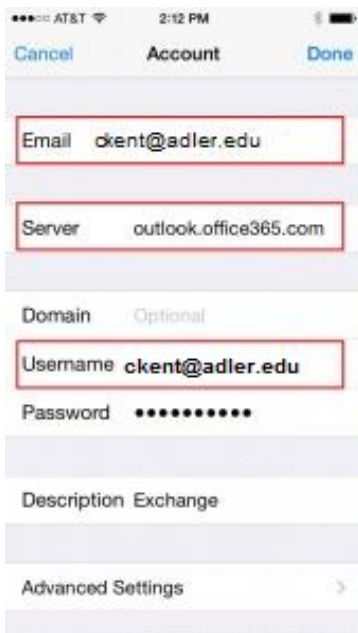 AT&T 2:12 PM
Cancel Account Done
Email ckent@adler.edu
Server outlook.office365.com
Domain Optional
Username ckent@adler.edu
Password ••••••••••
Description Exchange
Advanced Settings